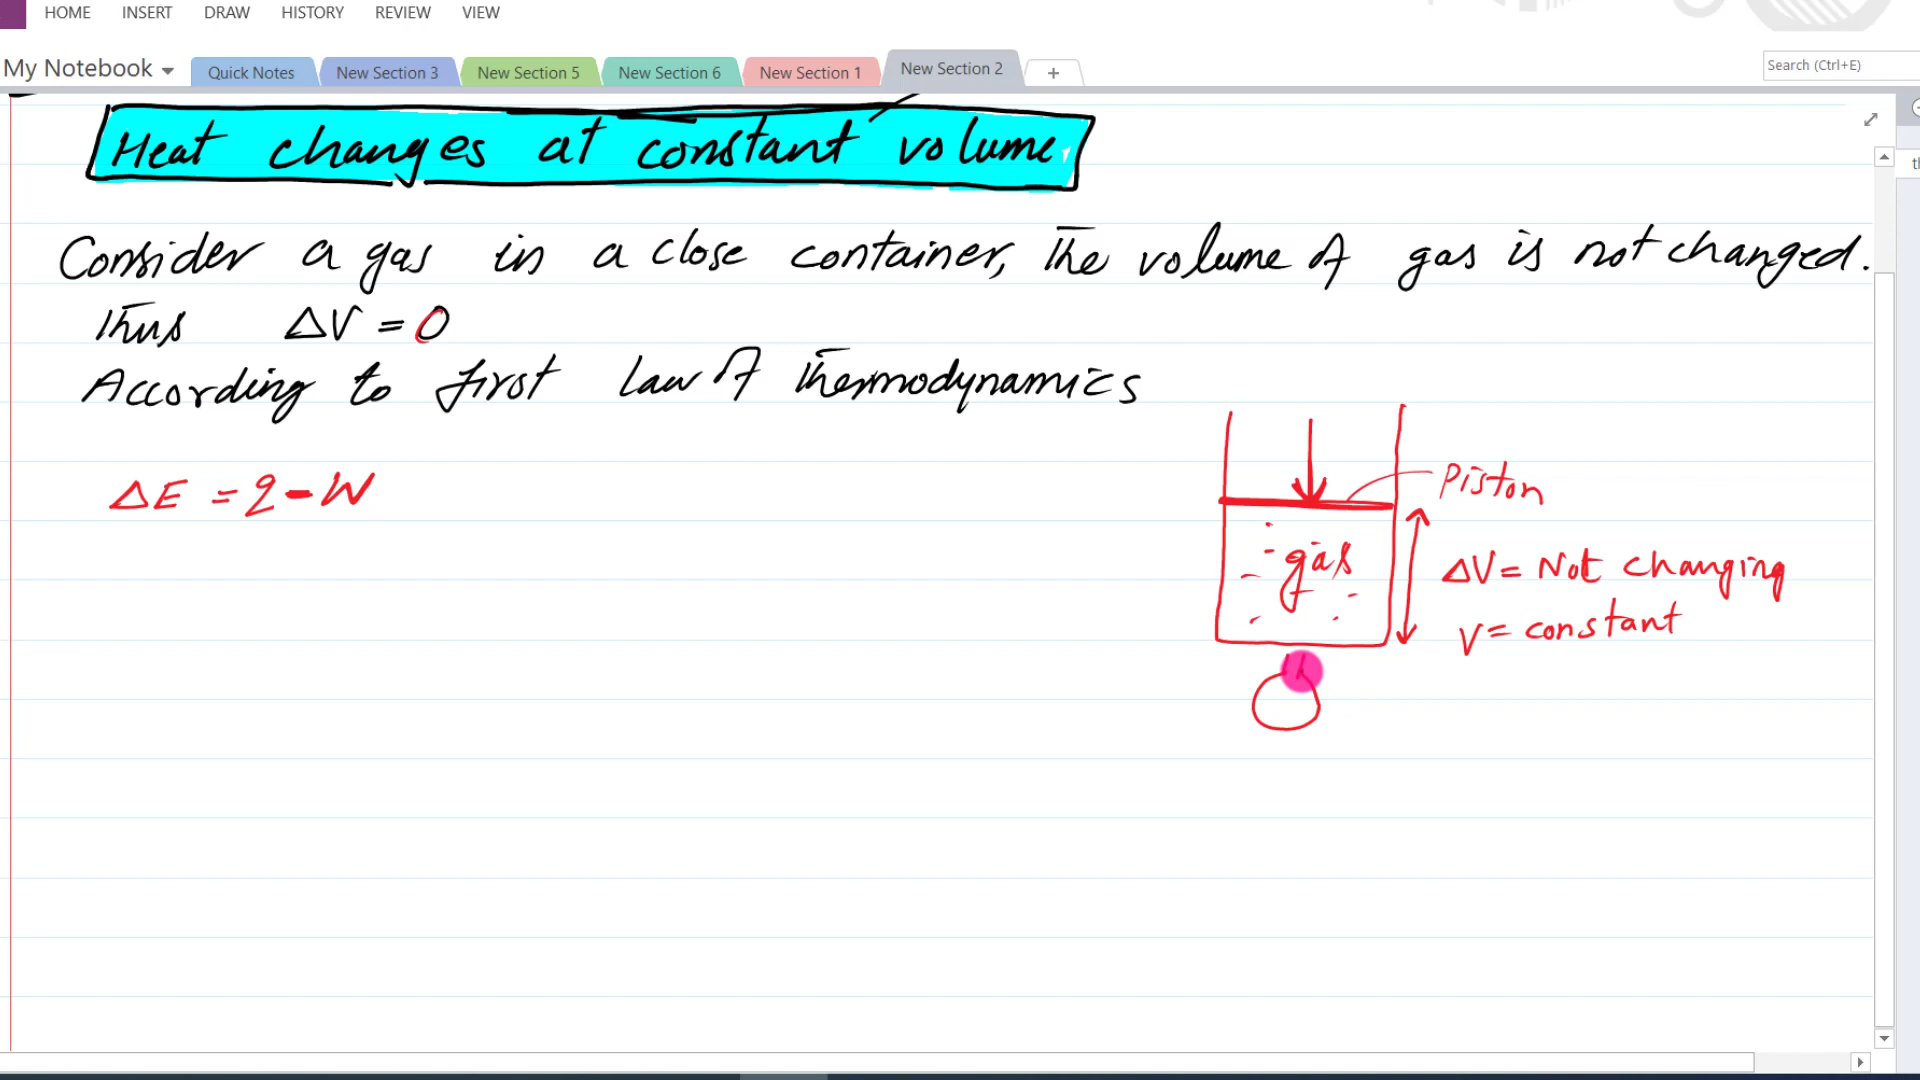 HOME INSERT DRAW HISTORY REVIEW VIEW
My Notebook Quick Notes New Section 3 New Section 5 New Section 6 New Section 1 New Section 2 + Search (Ctrl+E)
Heat changes at constant volume
Consider a gas in a close container, The volume of gas is not changed.
Thus ΔV = 0
According to first law of Thermodynamics
ΔE = q - W
Piston
gas
ΔV = Not changing
V = constant